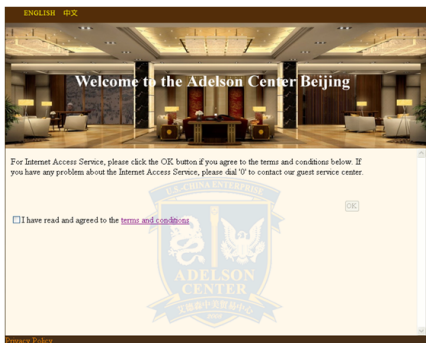 ENGLISH 中文
Welcome to the Adelson Center Beijing
For Internet Access Service, please click the OK button if you agree to the terms and conditions below. If
you have any problem about the Internet Access Service, please dial '0' to contact our guest service center.
OK
I have read and agreed to the terms and conditions
U.S.-CHINA ENTERPRISE
ADELSON
CENTER
Privacy Policy